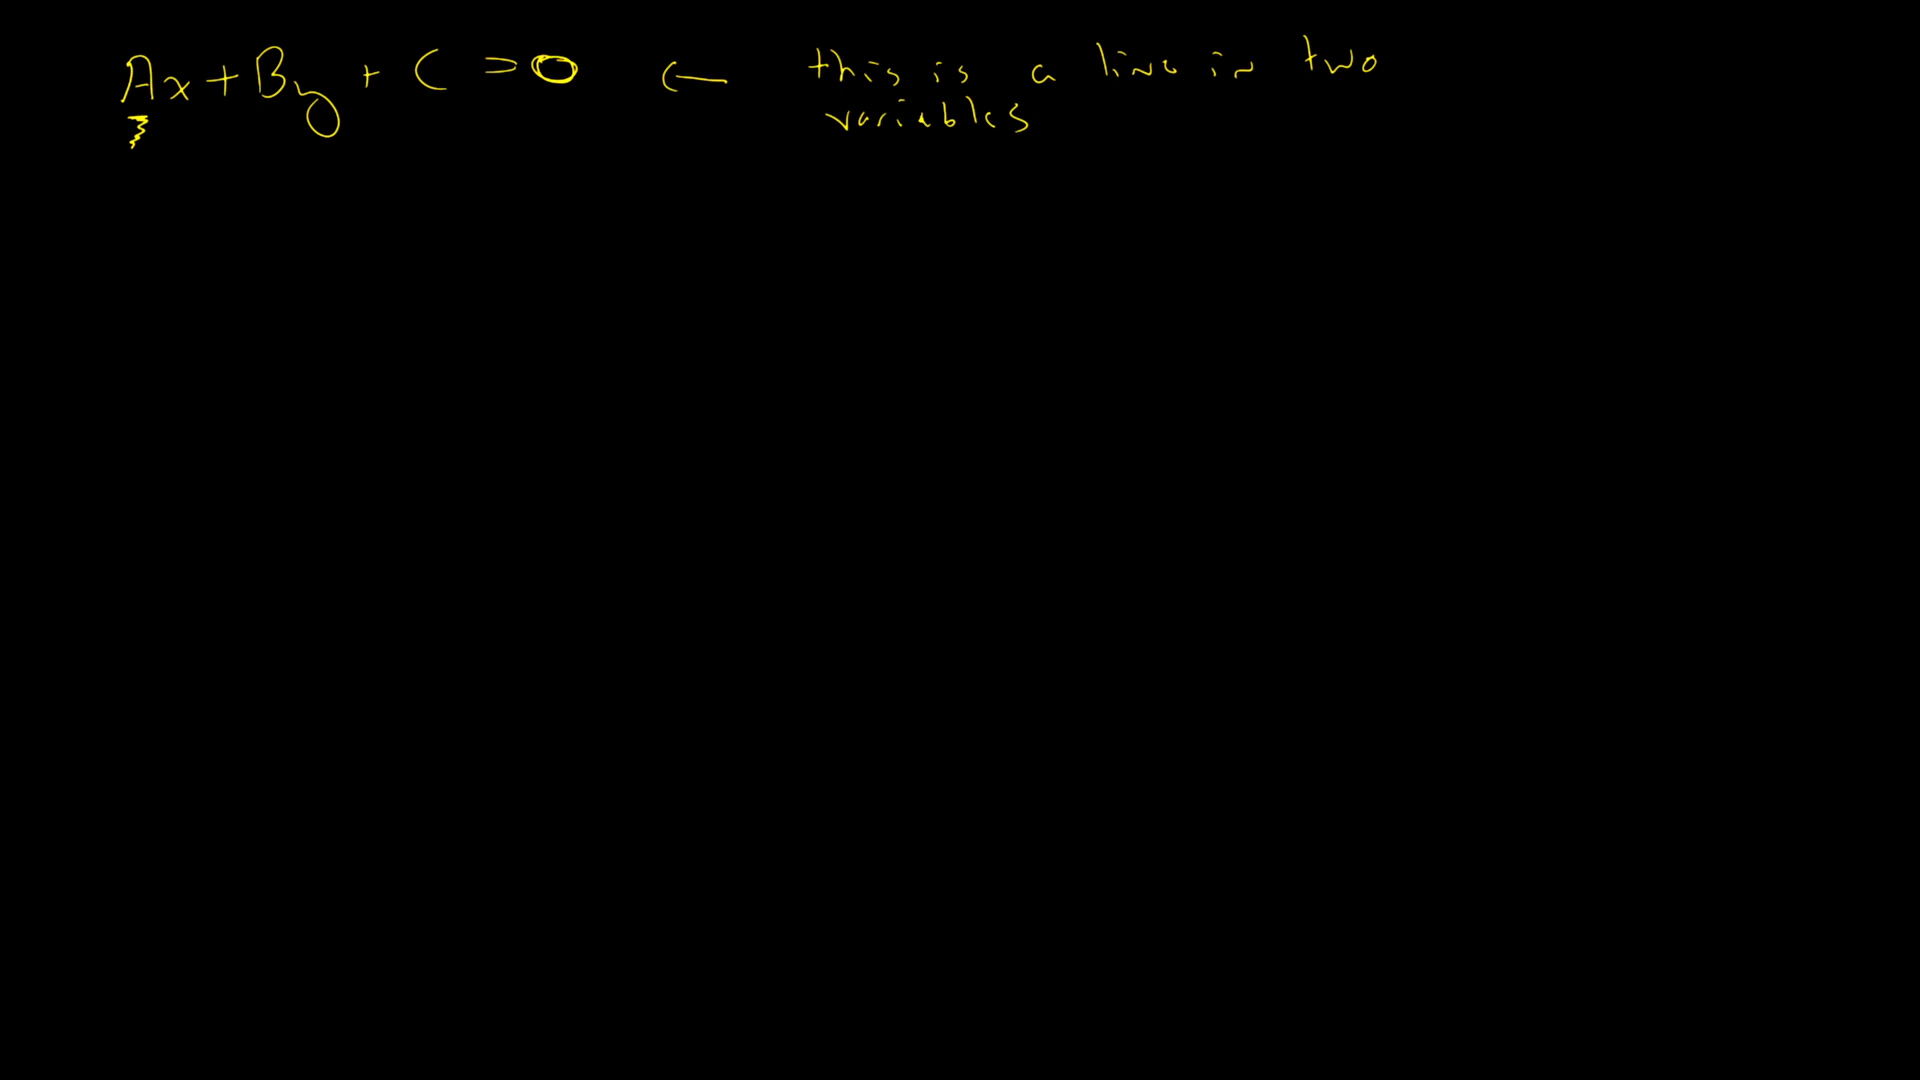 Ax + By + C = 0 ← this is a line in two
variables